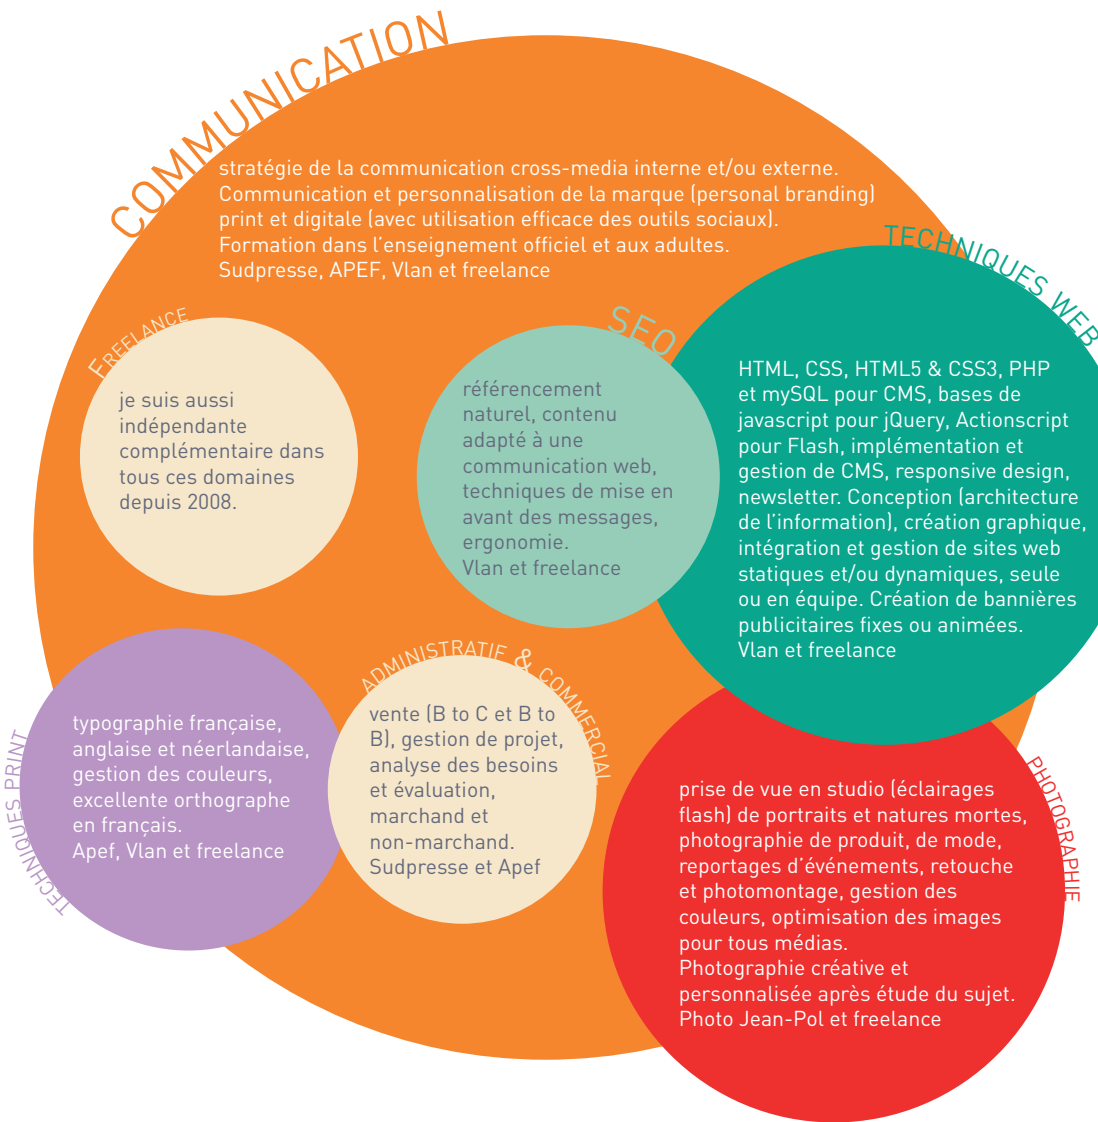 COMMUNICATION
stratégie de la communication cross-media interne et/ou externe.
Communication et personnalisation de la marque (personal branding)
print et digitale (avec utilisation efficace des outils sociaux).
Formation dans l'enseignement officiel et aux adultes.
Sudpresse, APEF, Vlan et freelance
FREELANCE
je suis aussi
indépendante
complémentaire dans
tous ces domaines
depuis 2008.
SEO
référencement
naturel, contenu
adapté à une
communication web,
techniques de mise en
avant des messages,
ergonomie.
Vlan et freelance
TECHNIQUES WEB
HTML, CSS, HTML5 & CSS3, PHP
et mySQL pour CMS, bases de
javascript pour jQuery, Actionscript
pour Flash, implémentation et
gestion de CMS, responsive design,
newsletter. Conception (architecture
de l'information), création graphique,
intégration et gestion de sites web
statiques et/ou dynamiques, seule
ou en équipe. Création de bannières
publicitaires fixes ou animées.
Vlan et freelance
TECHNIQUES PRINT
typographie française,
anglaise et néerlandaise,
gestion des couleurs,
excellente orthographe
en français.
Apef, Vlan et freelance
ADMINISTRATIF & COMMERCIAL
vente (B to C et B to
B), gestion de projet,
analyse des besoins
et évaluation,
marchand et
non-marchand.
Sudpresse et Apef
PHOTOGRAPHIE
prise de vue en studio (éclairages
flash) de portraits et natures mortes,
photographie de produit, de mode,
reportages d'événements, retouche
et photomontage, gestion des
couleurs, optimisation des images
pour tous médias.
Photographie créative et
personnalisée après étude du sujet.
Photo Jean-Pol et freelance